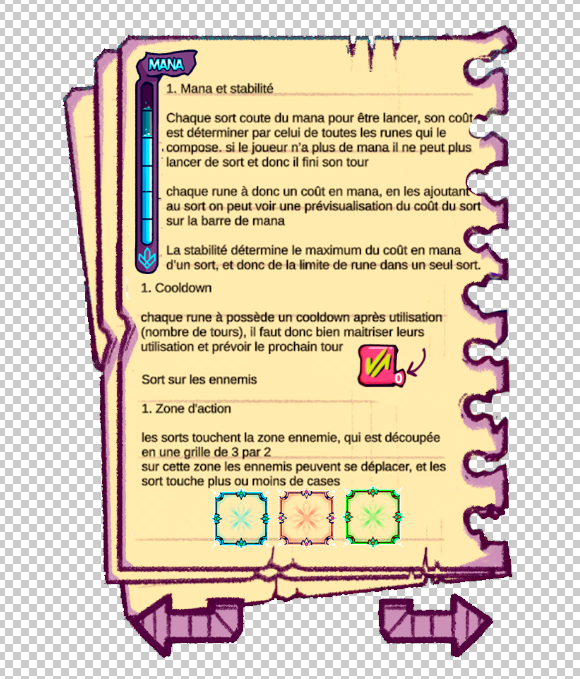 MANA
1. Mana et stabilité
Chaque sort coute du mana pour être lancer, son coût
est déterminer par celui de toutes les runes qui le
compose. si le joueur n'a plus de mana il ne peut plus
lancer de sort et donc il fini son tour
chaque rune à donc un coût en mana, en les ajoutant
au sort on peut voir une prévisualisation du coût du sort
sur la barre de mana
La stabilité détermine le maximum du coût en mana
d'un sort, et donc de la limite de rune dans un seul sort.
1. Cooldown
chaque rune à possède un cooldown après utilisation
(nombre de tours), il faut donc bien maitriser leurs
utilisation et prévoir le prochain tour
0
Sort sur les ennemis
1. Zone d'action
les sorts touchent la zone ennemie, qui est découpée
en une grille de 3 par 2
sur cette zone les ennemis peuvent se déplacer, et les
sort touche plus ou moins de cases